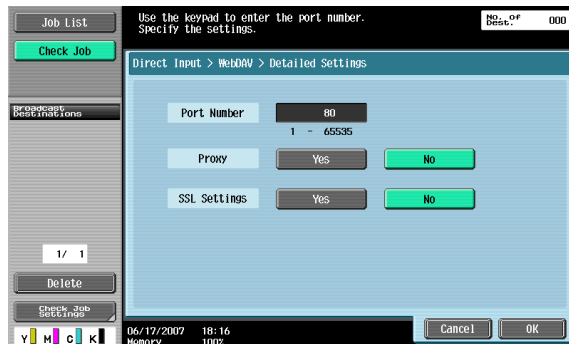 Job List
Check Job
Use the keypad to enter the port number.
Specify the settings.
No. of
Dest.
000
Direct Input > WebDAV > Detailed Settings
Broadcast
Destinations
Port Number
80
1 - 65535
Proxy
Yes
No
SSL Settings
Yes
No
1/ 1
Delete
Check Job
Settings
Y M C K
06/17/2007 18:16
Memory 100%
Cancel
OK